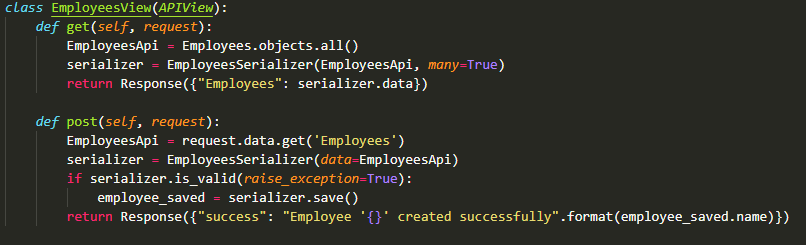 class EmployeesView(APIView):
    def get(self, request):
        EmployeesApi = Employees.objects.all()
        serializer = EmployeesSerializer(EmployeesApi, many=True)
        return Response({"Employees": serializer.data})

    def post(self, request):
        EmployeesApi = request.data.get('Employees')
        serializer = EmployeesSerializer(data=EmployeesApi)
        if serializer.is_valid(raise_exception=True):
            employee_saved = serializer.save()
        return Response({"success": "Employee '{}' created successfully".format(employee_saved.name)})